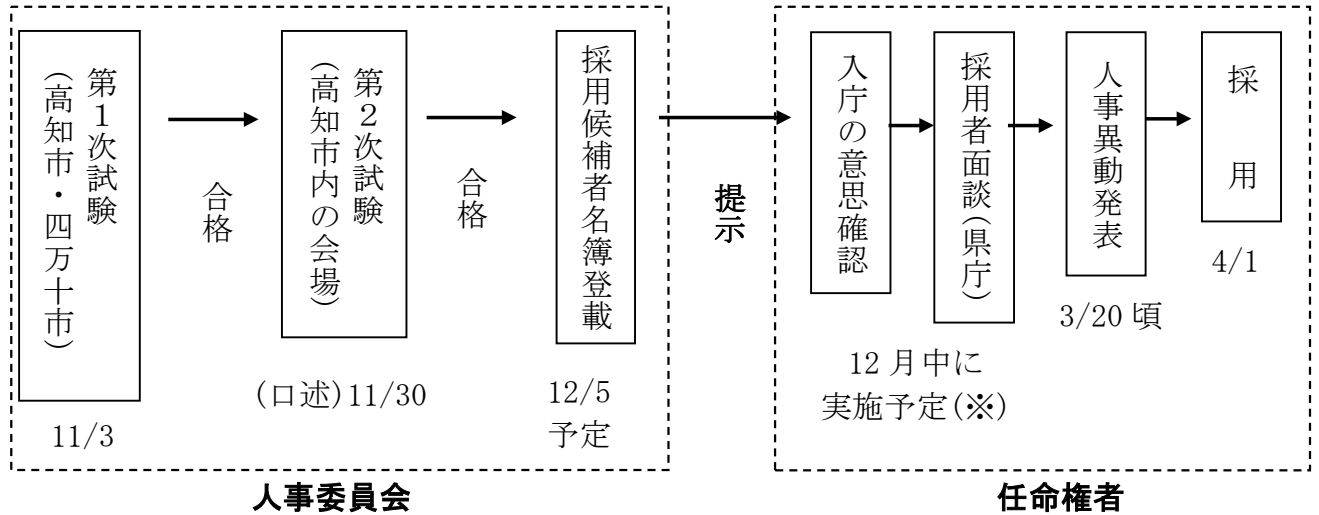 第1次試験
(高知市・四万十市)
11/3
合格
第2次試験
(高知市内の会場)
(口述)11/30
合格
採用候補者名簿登載
12/5
予定
人事委員会
提示
入庁の意思確認
採用者面談(県庁)
12月中に
実施予定(※)
人事異動発表
3/20頃
採用
4/1
任命権者